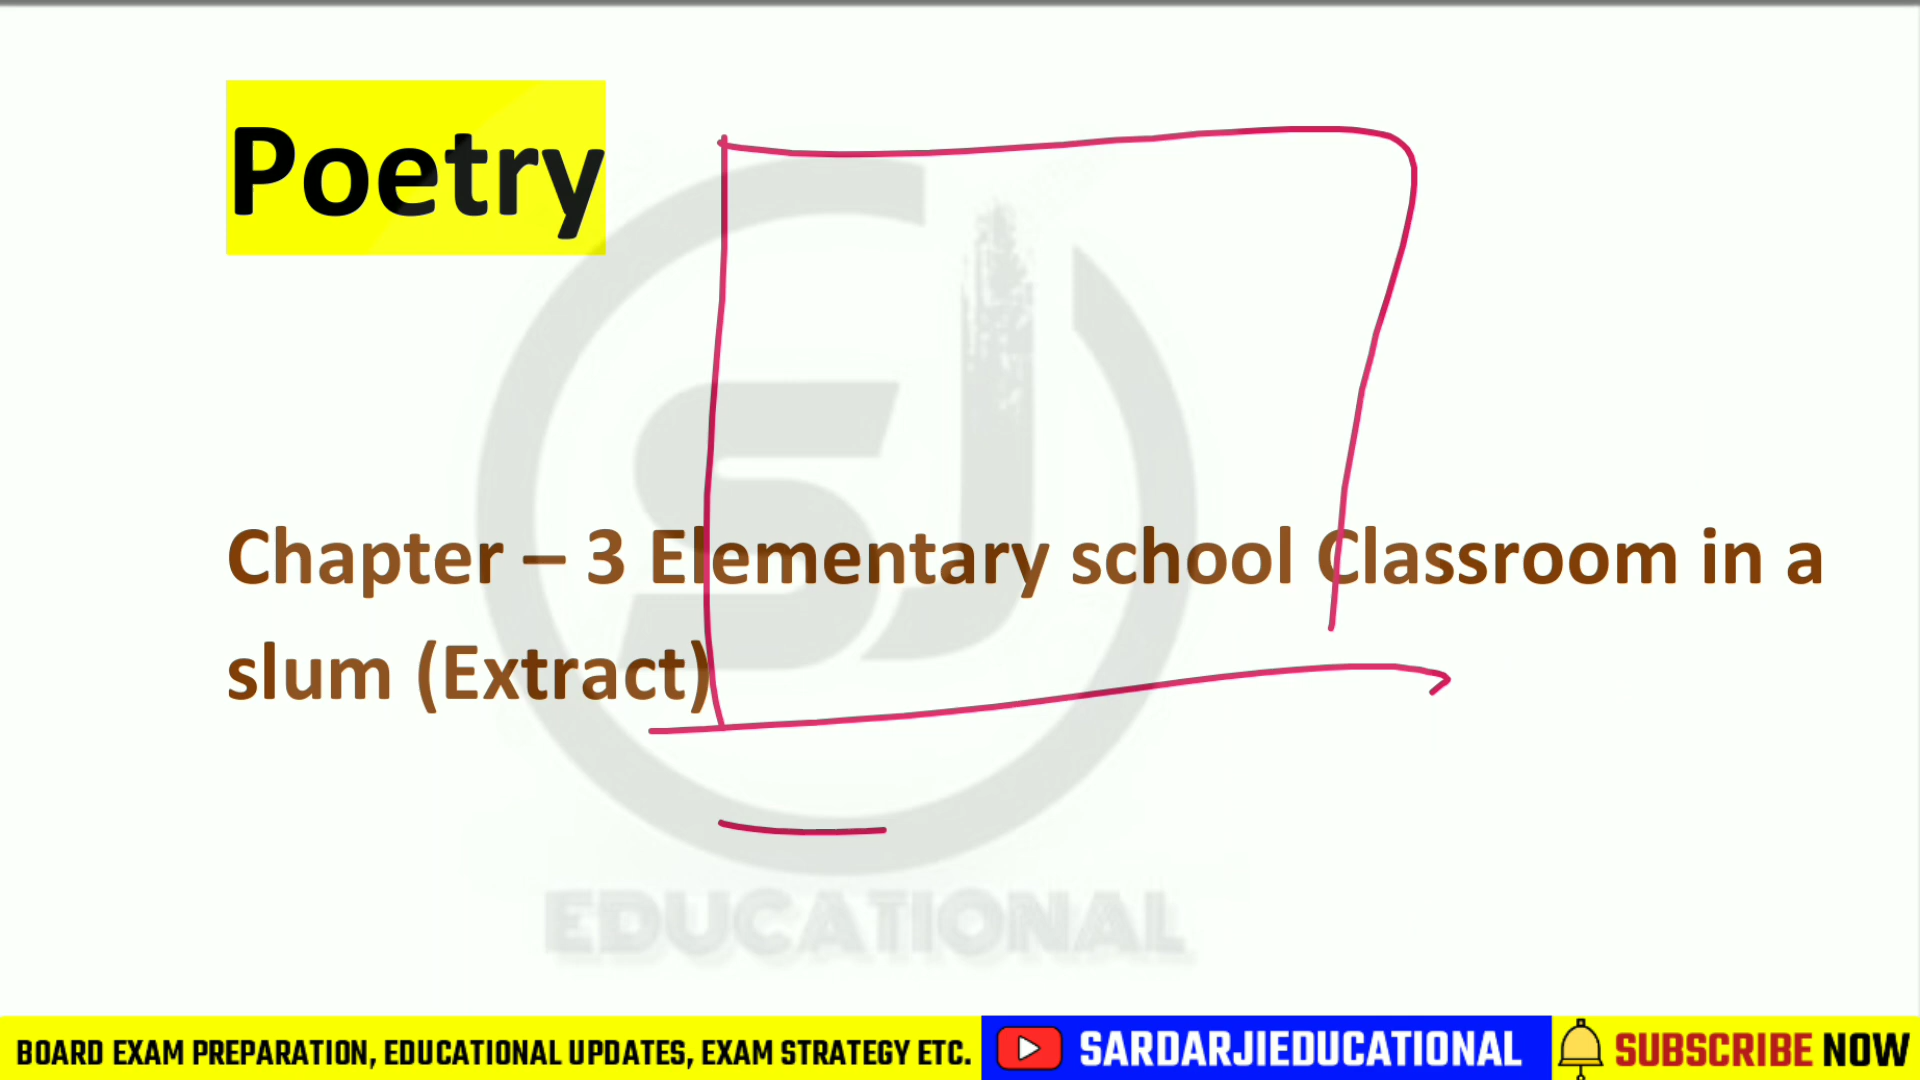 Poetry
Chapter – 3 Elementary school Classroom in a
slum (Extract)
SJ
EDUCATIONAL
BOARD EXAM PREPARATION, EDUCATIONAL UPDATES, EXAM STRATEGY ETC.
SARDARJIEDUCATIONAL
SUBSCRIBE NOW